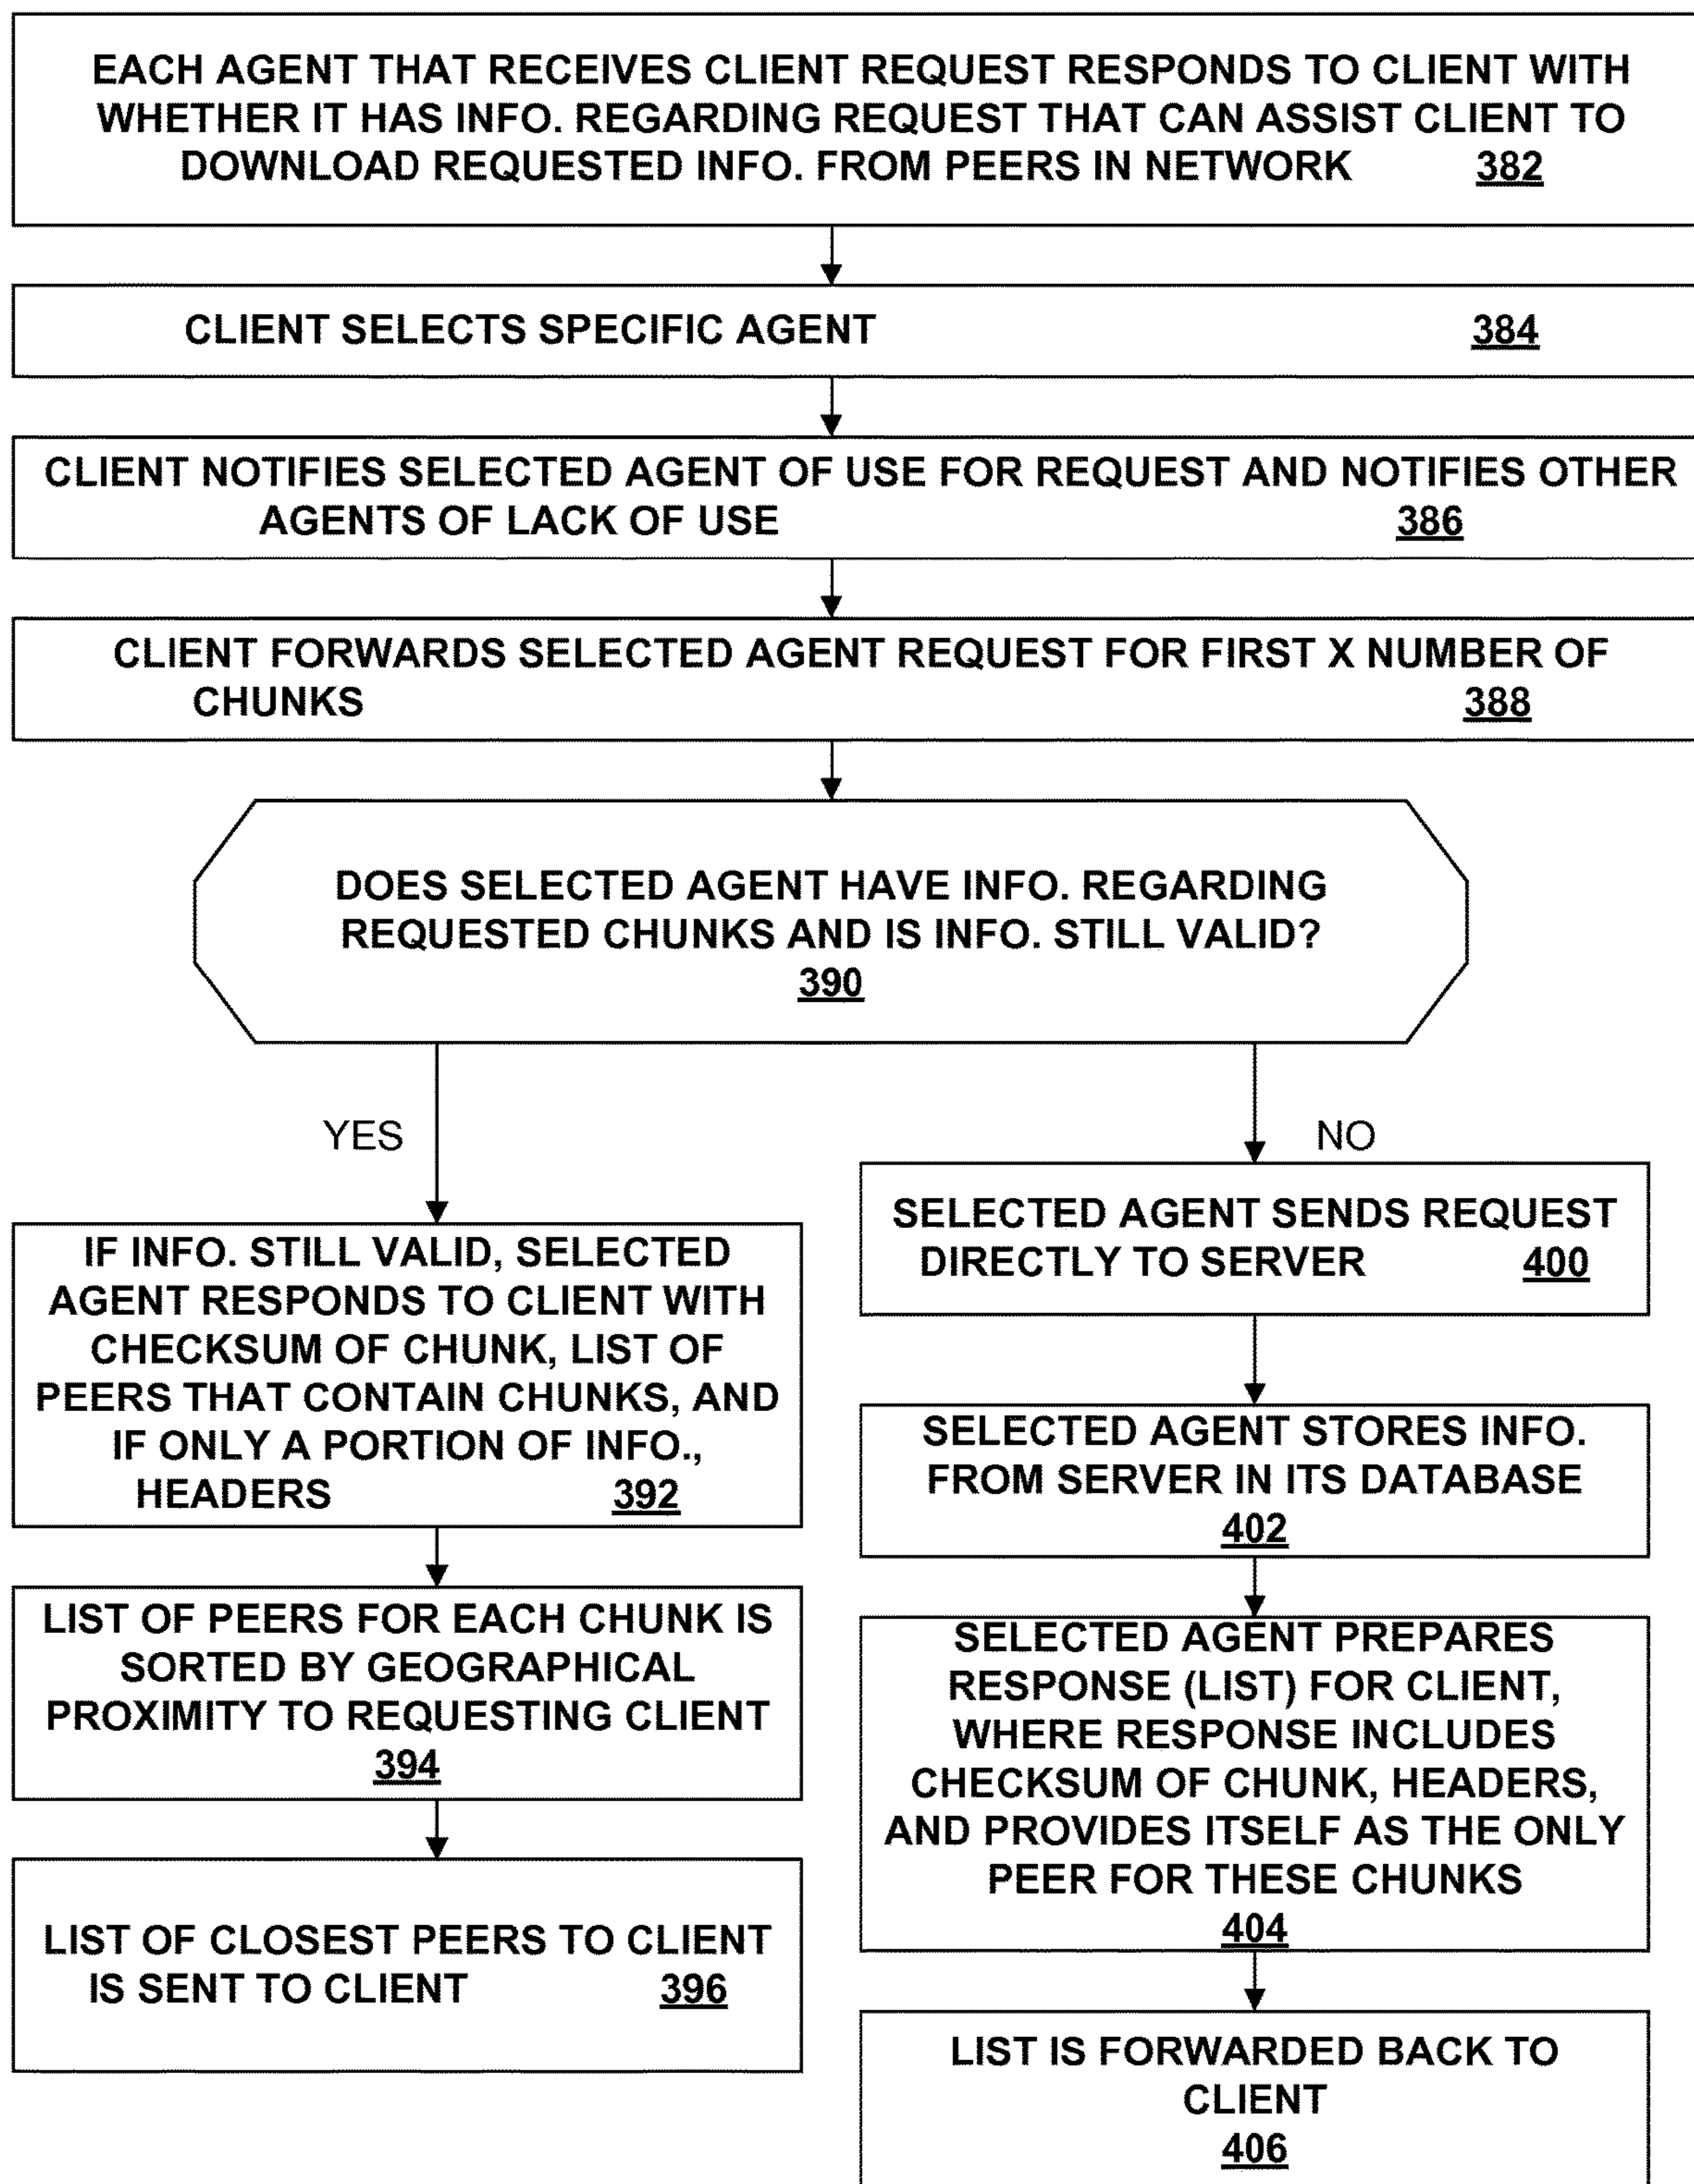 EACH AGENT THAT RECEIVES CLIENT REQUEST RESPONDS TO CLIENT WITH
WHETHER IT HAS INFO. REGARDING REQUEST THAT CAN ASSIST CLIENT TO
DOWNLOAD REQUESTED INFO. FROM PEERS IN NETWORK 382
CLIENT SELECTS SPECIFIC AGENT 384
CLIENT NOTIFIES SELECTED AGENT OF USE FOR REQUEST AND NOTIFIES OTHER
AGENTS OF LACK OF USE 386
CLIENT FORWARDS SELECTED AGENT REQUEST FOR FIRST X NUMBER OF
CHUNKS 388
DOES SELECTED AGENT HAVE INFO. REGARDING
REQUESTED CHUNKS AND IS INFO. STILL VALID?
390
YES
IF INFO. STILL VALID, SELECTED
AGENT RESPONDS TO CLIENT WITH
CHECKSUM OF CHUNK, LIST OF
PEERS THAT CONTAIN CHUNKS, AND
IF ONLY A PORTION OF INFO.,
HEADERS 392
LIST OF PEERS FOR EACH CHUNK IS
SORTED BY GEOGRAPHICAL
PROXIMITY TO REQUESTING CLIENT
394
LIST OF CLOSEST PEERS TO CLIENT
IS SENT TO CLIENT 396
NO
SELECTED AGENT SENDS REQUEST
DIRECTLY TO SERVER 400
SELECTED AGENT STORES INFO.
FROM SERVER IN ITS DATABASE
402
SELECTED AGENT PREPARES
RESPONSE (LIST) FOR CLIENT,
WHERE RESPONSE INCLUDES
CHECKSUM OF CHUNK, HEADERS,
AND PROVIDES ITSELF AS THE ONLY
PEER FOR THESE CHUNKS
404
LIST IS FORWARDED BACK TO
CLIENT
406